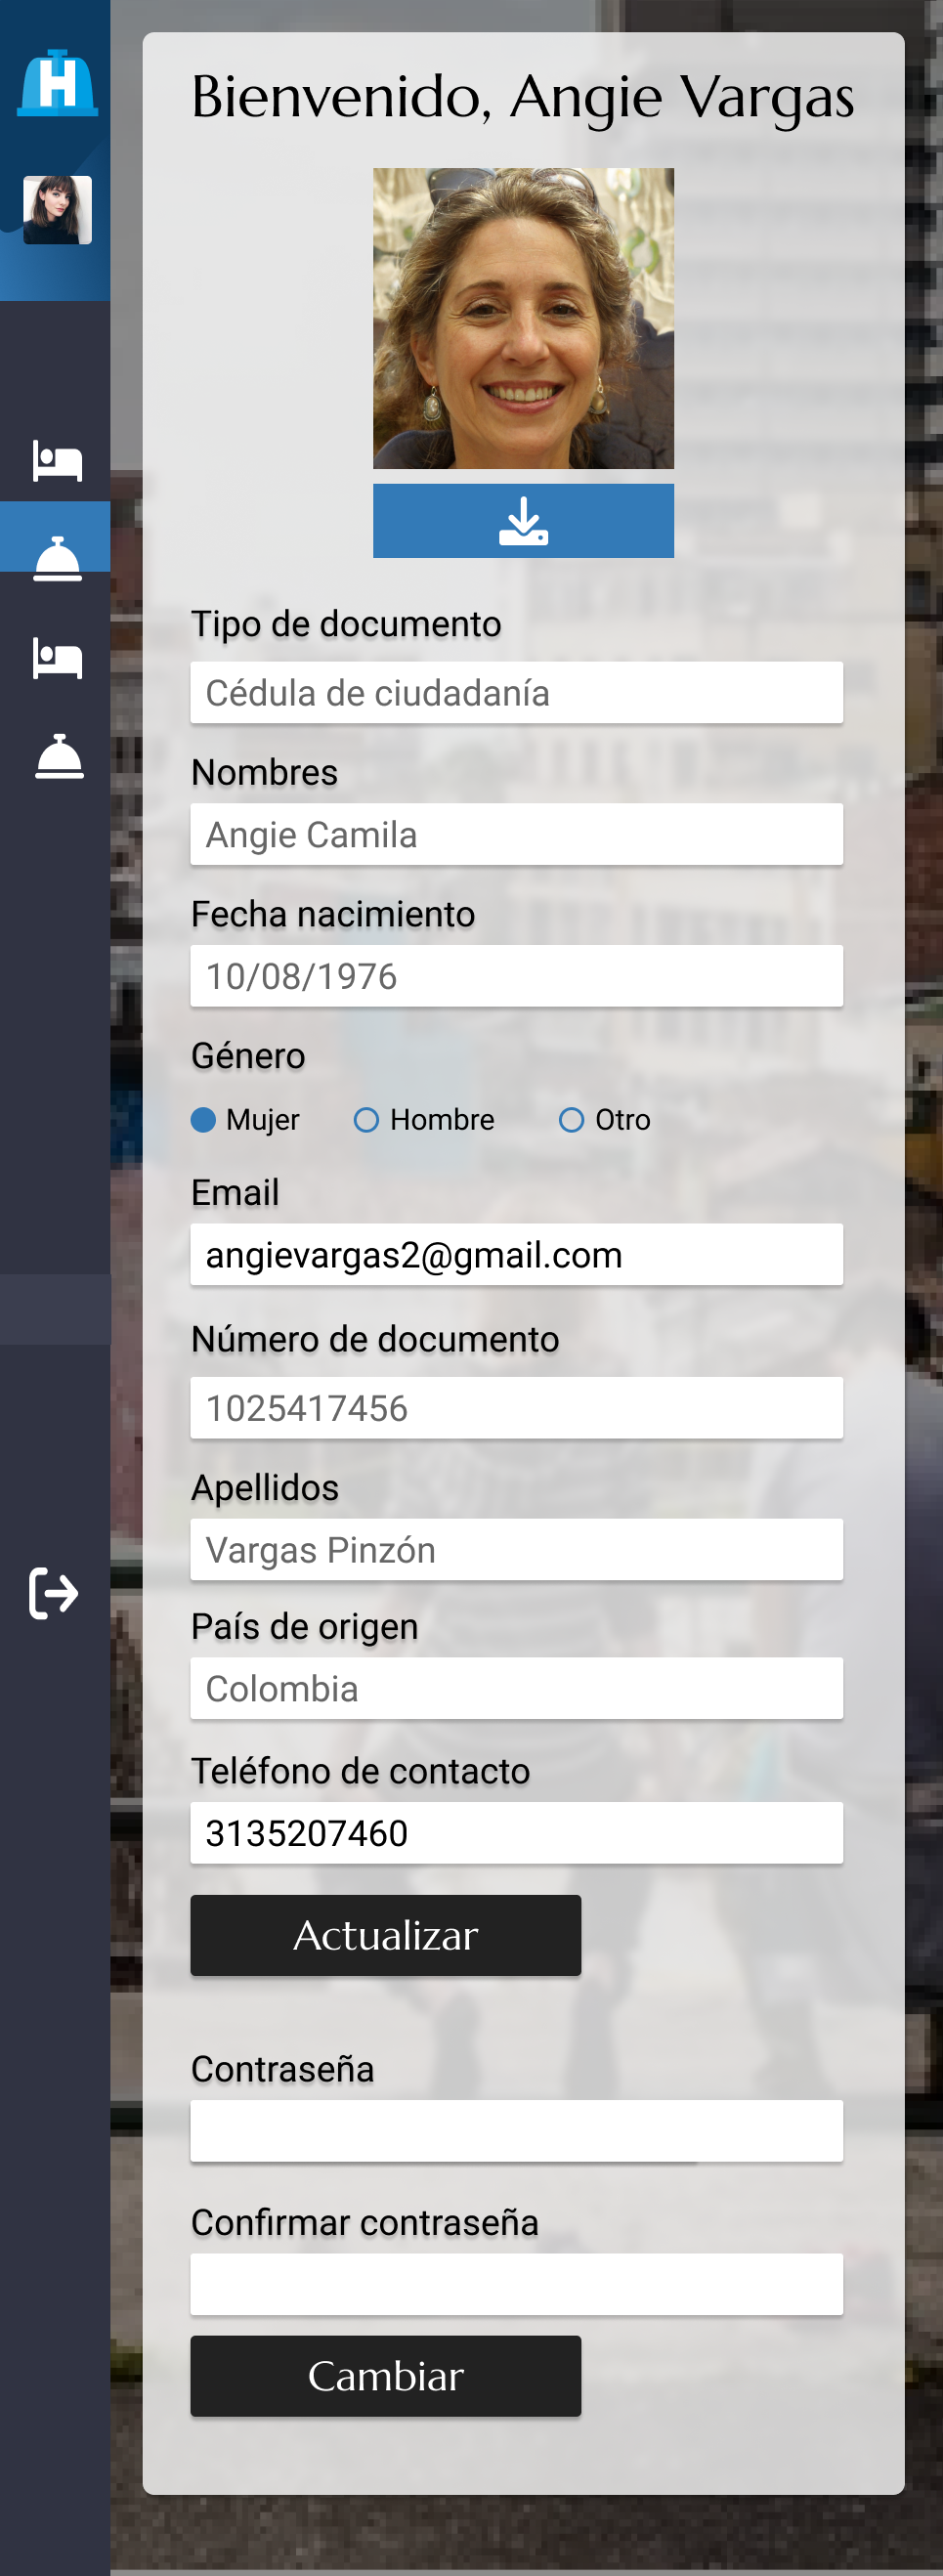 H
Bienvenido, Angie Vargas
Tipo de documento
Cédula de ciudadanía
Nombres
Angie Camila
Fecha nacimiento
10/08/1976
Género
Mujer Hombre Otro
Email
angievargas2@gmail.com
Número de documento
1025417456
Apellidos
Vargas Pinzón
País de origen
Colombia
Teléfono de contacto
3135207460
Actualizar
Contraseña
Confirmar contraseña
Cambiar